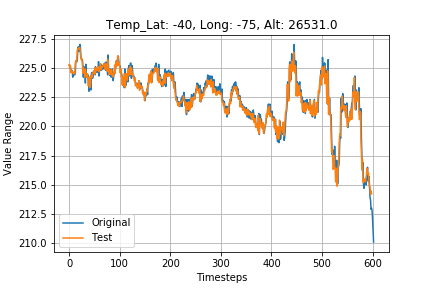 Temp_Lat: -40, Long: -75, Alt: 26531.0
Value Range
227.5
225.0
222.5
220.0
217.5
215.0
212.5
210.0
Original
Test
0 100 200 300 400 500 600
Timesteps